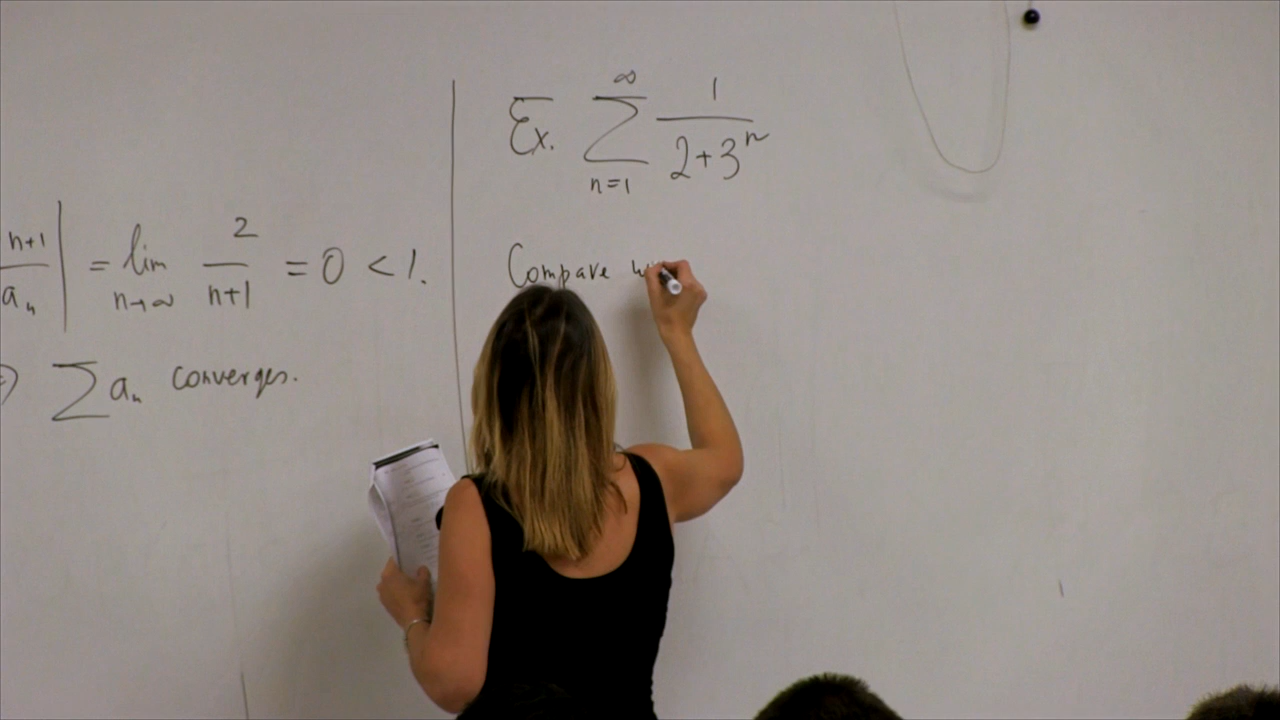 | n+1 / a_n | = lim n→∞ 2 / n+1 = 0 < 1.
∑ a_n converges.
Ex. ∑ n=1 ∞ 1 / 2+3^n
Compare